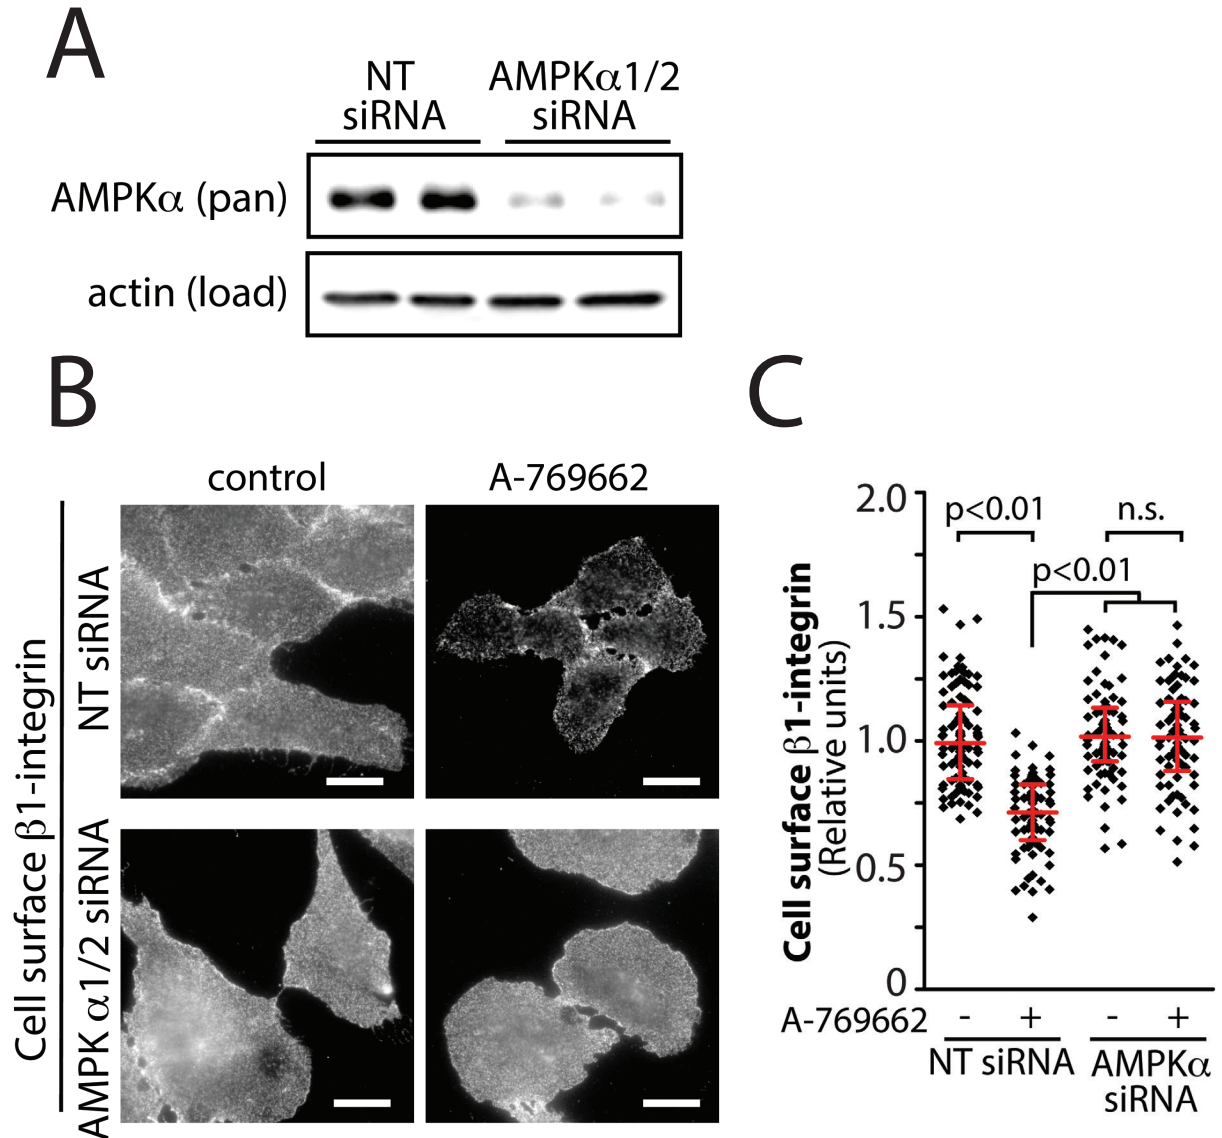 A
NT
siRNA
AMPKα1/2
siRNA
AMPKα (pan)
actin (load)
B
control
A-769662
Cell surface β1-integrin
NT siRNA
AMPK α1/2 siRNA
C
Cell surface β1-integrin
(Relative units)
2.0
1.5
1.0
0.5
0
p<0.01
n.s.
p<0.01
A-769662 - + - +
NT siRNA
AMPKα
siRNA